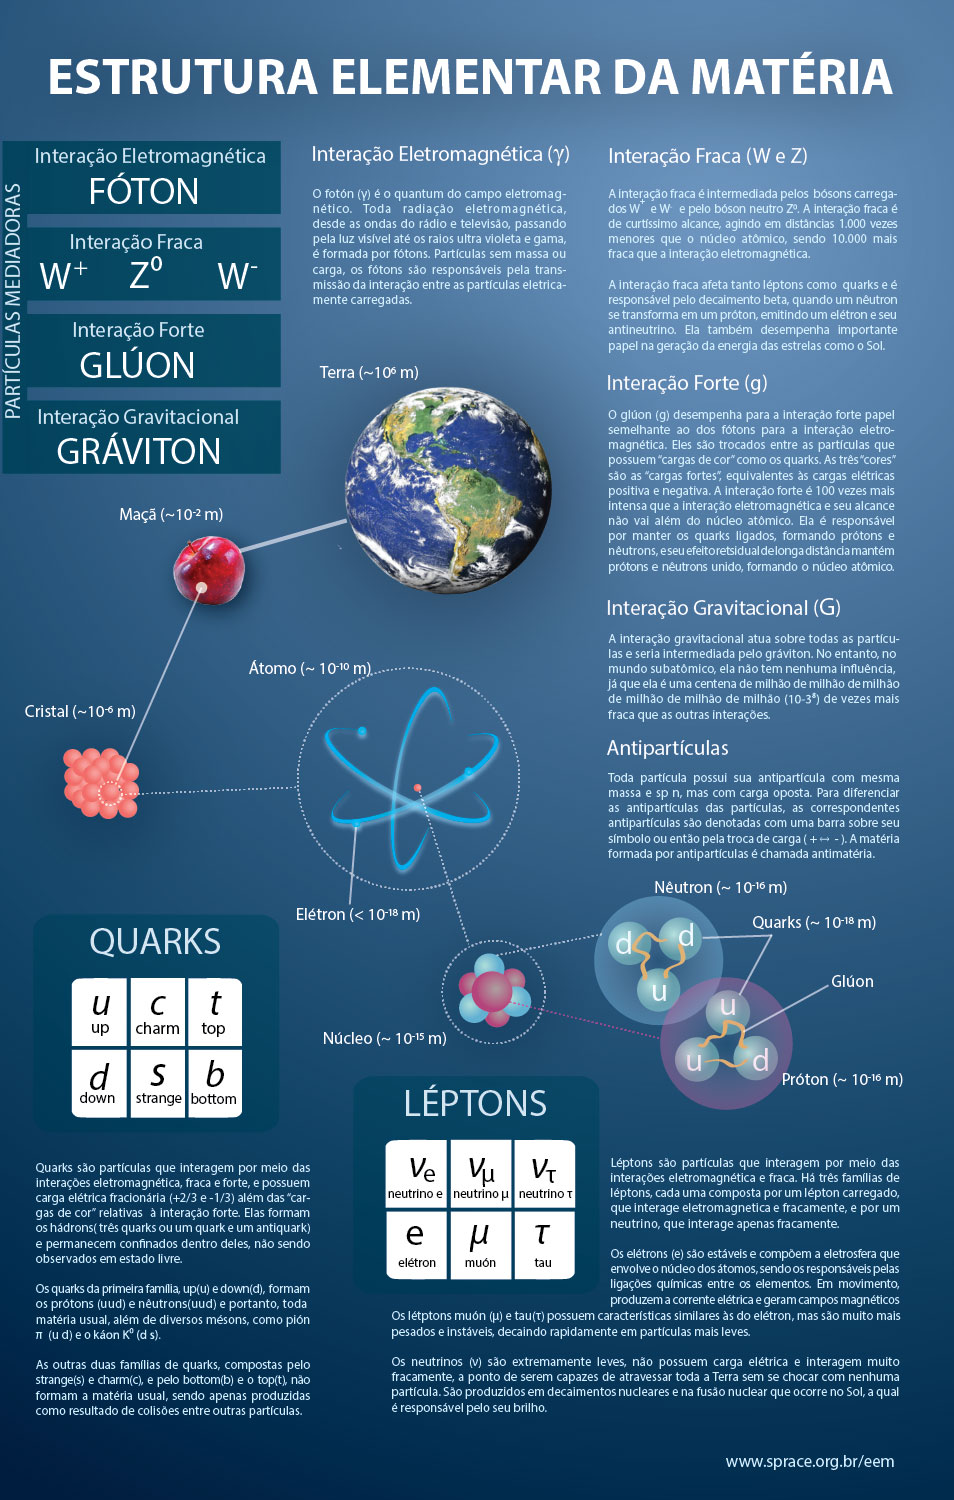 ESTRUTURA ELEMENTAR DA MATÉRIA
PARTÍCULAS MEDIADORAS
Interação Eletromagnética
FÓTON
Interação Fraca
W+ Z0 W-
Interação Forte
GLÚON
Interação Gravitacional
GRÁVITON
Interação Eletromagnética (γ)
O fotón (γ) é o quantum do campo eletromag-
nético. Toda radiação eletromagnética,
desde as ondas do rádio e televisão, passando
pela luz visível até os raios ultra violeta e gama,
é formada por fótons. Partículas sem massa ou
carga, os fótons são responsáveis pela trans-
missão da interação entre as partículas eletrica-
mente carregadas.
Interação Fraca (W e Z)
A interação fraca é intermediada pelos bósons carrega-
dos W+ e W- e pelo bóson neutro Zº. A interação fraca é
de curtíssimo alcance, agindo em distâncias 1.000 vezes
menores que o núcleo atômico, sendo 10.000 mais
fraca que a interação eletromagnética.
A interação fraca afeta tanto léptons como quarks e é
responsável pelo decaimento beta, quando um nêutron
se transforma em um próton, emitindo um elétron e seu
antineutrino. Ela também desempenha importante
papel na geração da energia das estrelas como o Sol.
Interação Forte (g)
O glúon (g) desempenha para a interação forte papel
semelhante ao dos fótons para a interação eletro-
magnética. Eles são trocados entre as partículas que
possuem "cargas de cor" como os quarks. As três "cores"
são as "cargas fortes", equivalentes às cargas elétricas
positiva e negativa. A interação forte é 100 vezes mais
intensa que a interação eletromagnética e seu alcance
não vai além do núcleo atômico. Ela é responsável
por manter os quarks ligados, formando prótons e
nêutrons, e seu efeito retsidual de longa distância mantém
prótons e nêutrons unido, formando o núcleo atômico.
Interação Gravitacional (G)
A interação gravitacional atua sobre todas as partícu-
las e seria intermediada pelo gráviton. No entanto, no
mundo subatômico, ela não tem nenhuma influência,
já que ela é uma centena de milhão de milhão de milhão
de milhão de milhão de milhão (10-3⁸) de vezes mais
fraca que as outras interações.
Antipartículas
Toda partícula possui sua antipartícula com mesma
massa e sp n, mas com carga oposta. Para diferenciar
as antipartículas das partículas, as correspondentes
antipartículas são denotadas com uma barra sobre seu
símbolo ou então pela troca de carga ( + ↔ - ). A matéria
formada por antipartículas é chamada antimatéria.
Terra (~10⁶ m)
Maçã (~10⁻² m)
Átomo (~ 10⁻¹⁰ m)
Cristal (~10⁻⁶ m)
Elétron (< 10⁻¹⁸ m)
Nêutron (~ 10⁻¹⁶ m)
Quarks (~ 10⁻¹⁸ m)
d d
u
Glúon
u
u d
Núcleo (~ 10⁻¹⁵ m)
Próton (~ 10⁻¹⁶ m)
QUARKS
u c t
up charm top
d s b
down strange bottom
LÉPTONS
νe νμ ντ
neutrino e neutrino μ neutrino τ
e μ τ
elétron muón tau
Quarks são partículas que interagem por meio das
interações eletromagnética, fraca e forte, e possuem
carga elétrica fracionária (+2/3 e -1/3) além das "car-
gas de cor" relativas à interação forte. Elas formam
os hádrons( três quarks ou um quark e um antiquark)
e permanecem confinados dentro deles, não sendo
observados em estado livre.
Os quarks da primeira família, up(u) e down(d), formam
os prótons (uud) e nêutrons(uud) e portanto, toda
matéria usual, além de diversos mésons, como pión
π (u d) e o káon K⁰ (d s).
As outras duas famílias de quarks, compostas pelo
strange(s) e charm(c), e pelo bottom(b) e o top(t), não
formam a matéria usual, sendo apenas produzidas
como resultado de colisões entre outras partículas.
Léptons são partículas que interagem por meio das
interações eletromagnética e fraca. Há três famílias de
léptons, cada uma composta por um lépton carregado,
que interage eletromagnetica e fracamente, e por um
neutrino, que interage apenas fracamente.
Os elétrons (e) são estáveis e compõem a eletrosfera que
envolve o núcleo dos átomos, sendo os responsáveis pelas
ligações químicas entre os elementos. Em movimento,
produzem a corrente elétrica e geram campos magnéticos
Os létptons muón (μ) e tau(τ) possuem características similares às do elétron, mas são muito mais
pesados e instáveis, decaindo rapidamente em partículas mais leves.
Os neutrinos (ν) são extremamente leves, não possuem carga elétrica e interagem muito
fracamente, a ponto de serem capazes de atravessar toda a Terra sem se chocar com nenhuma
partícula. São produzidos em decaimentos nucleares e na fusão nuclear que ocorre no Sol, a qual
é responsável pelo seu brilho.
www.sprace.org.br/eem